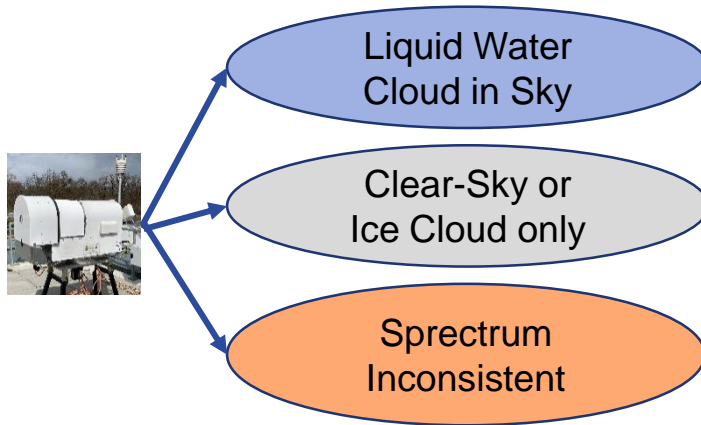 Liquid Water
Cloud in Sky
Clear-Sky or
Ice Cloud only
Sprectrum
Inconsistent